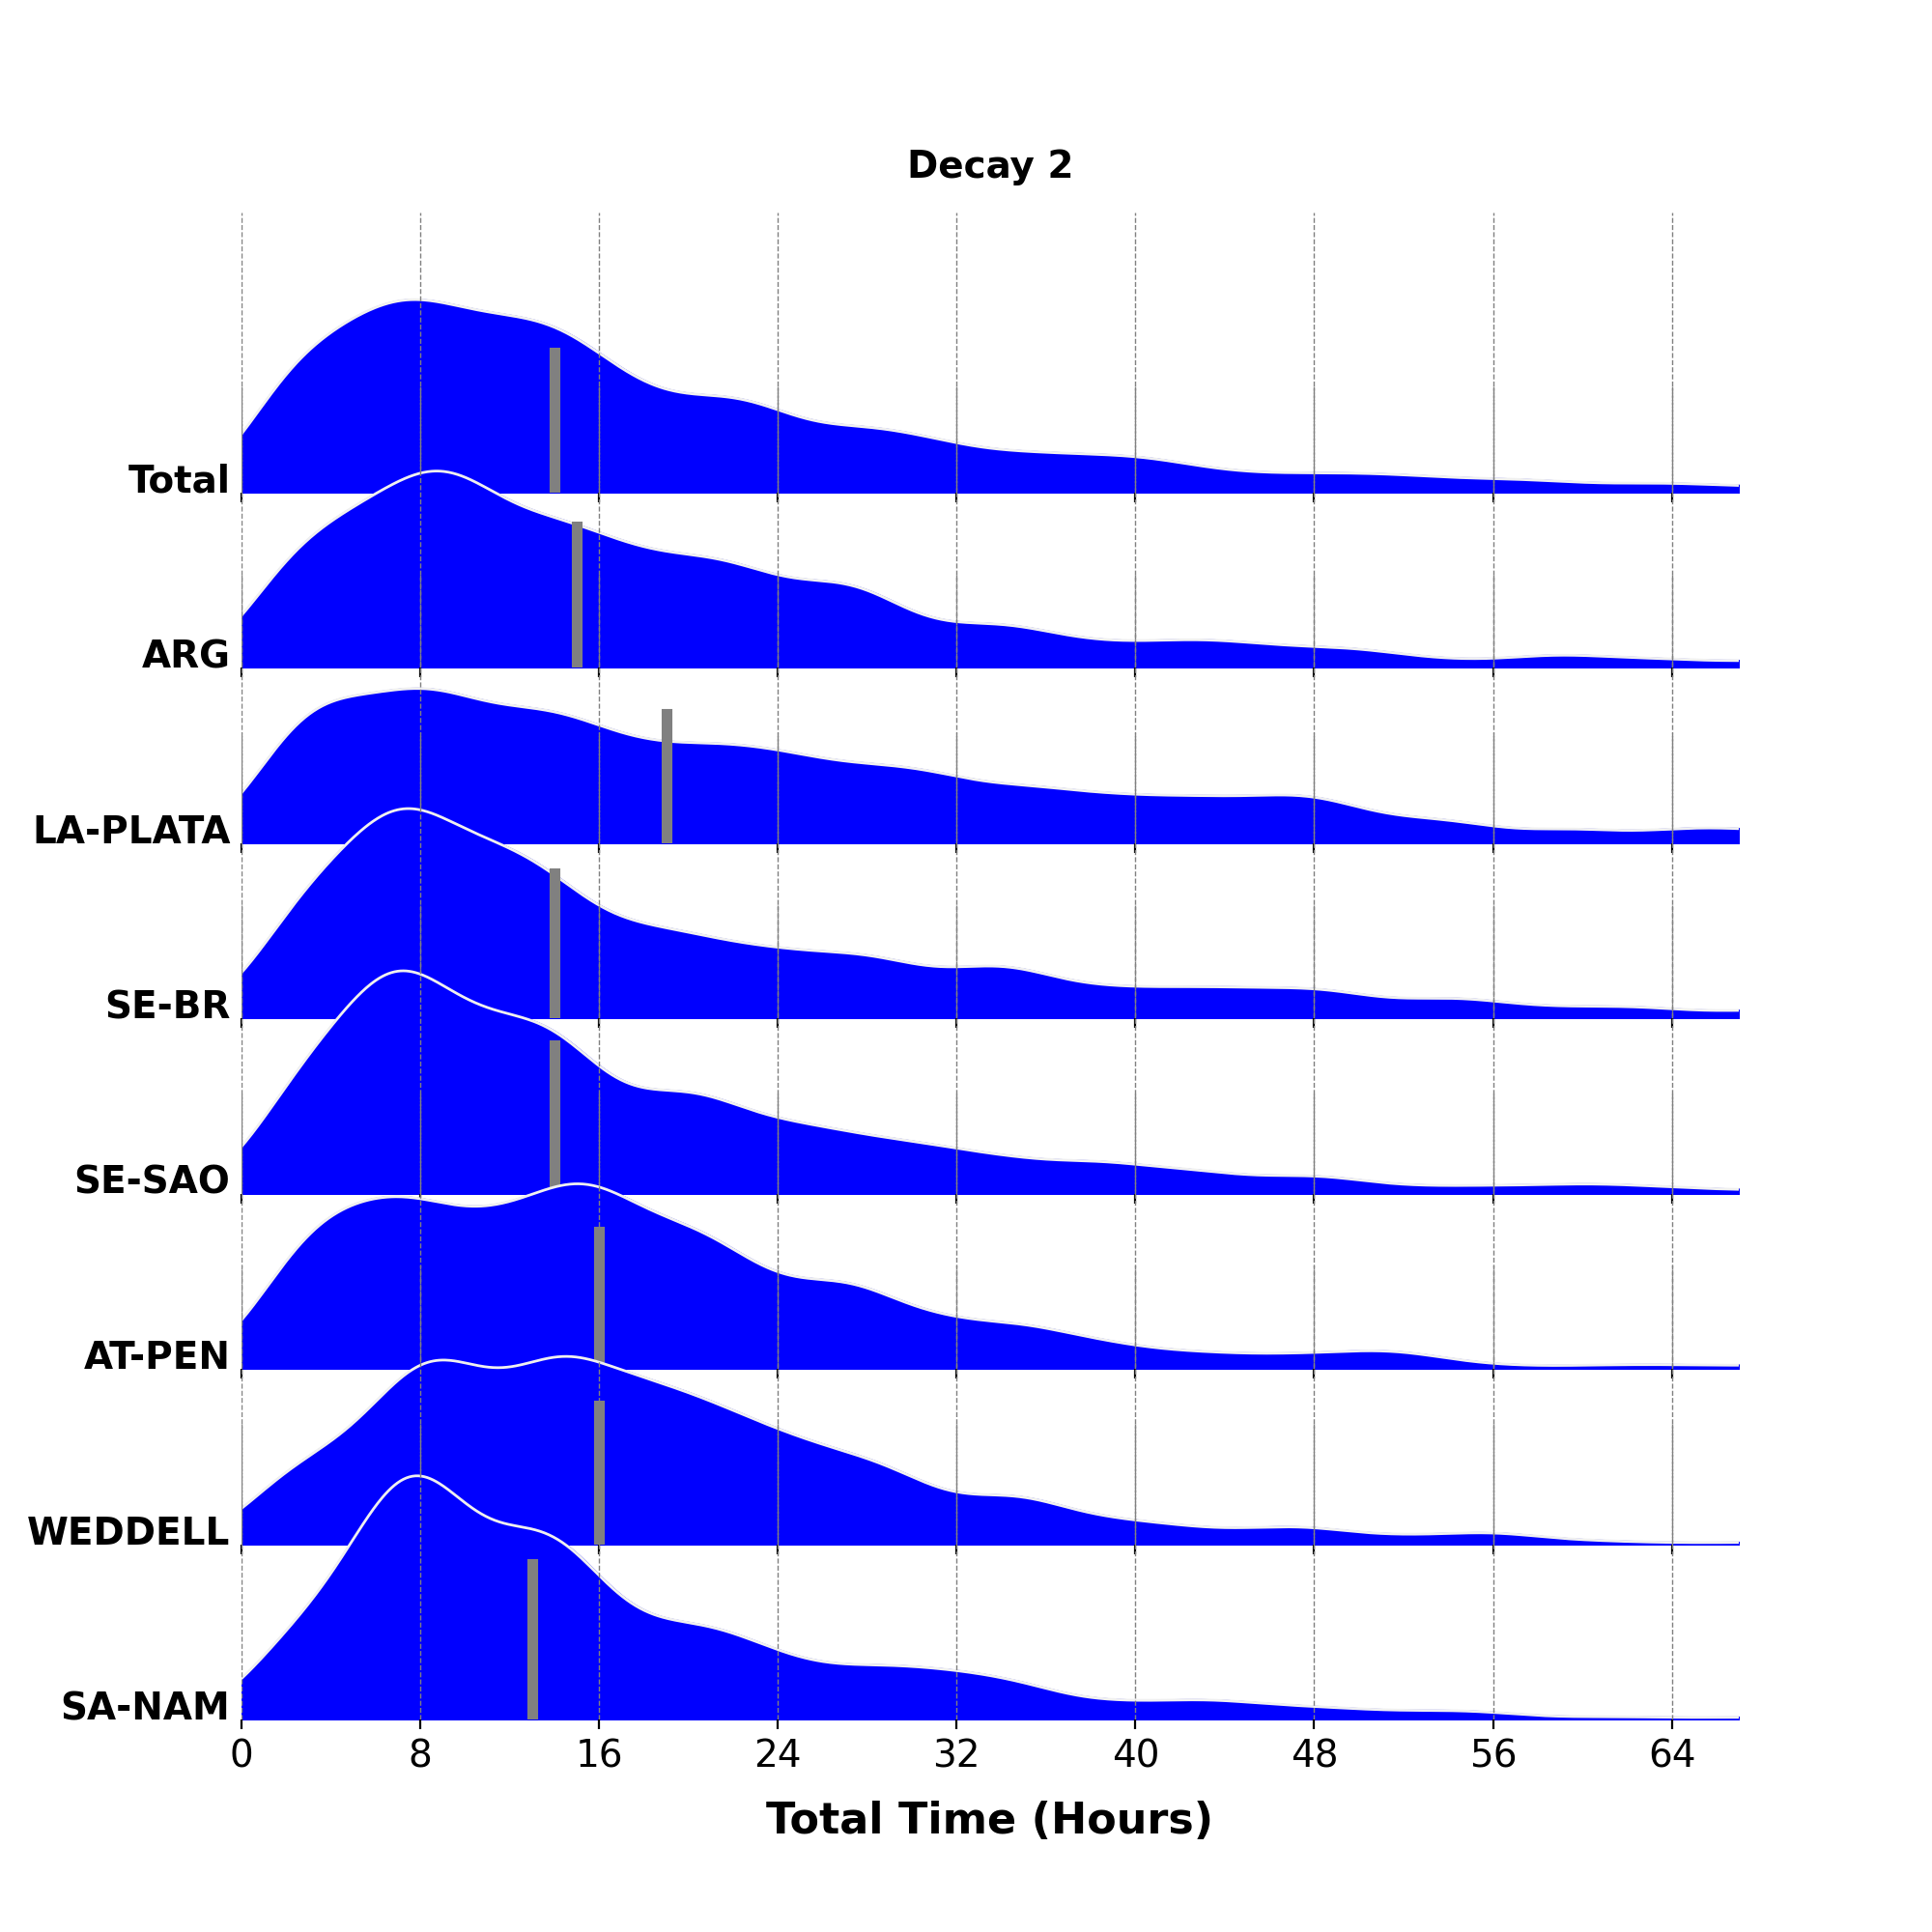 Decay 2
Total
ARG
LA-PLATA
SE-BR
SE-SAO
AT-PEN
WEDDELL
SA-NAM
0 8 16 24 32 40 48 56 64
Total Time (Hours)